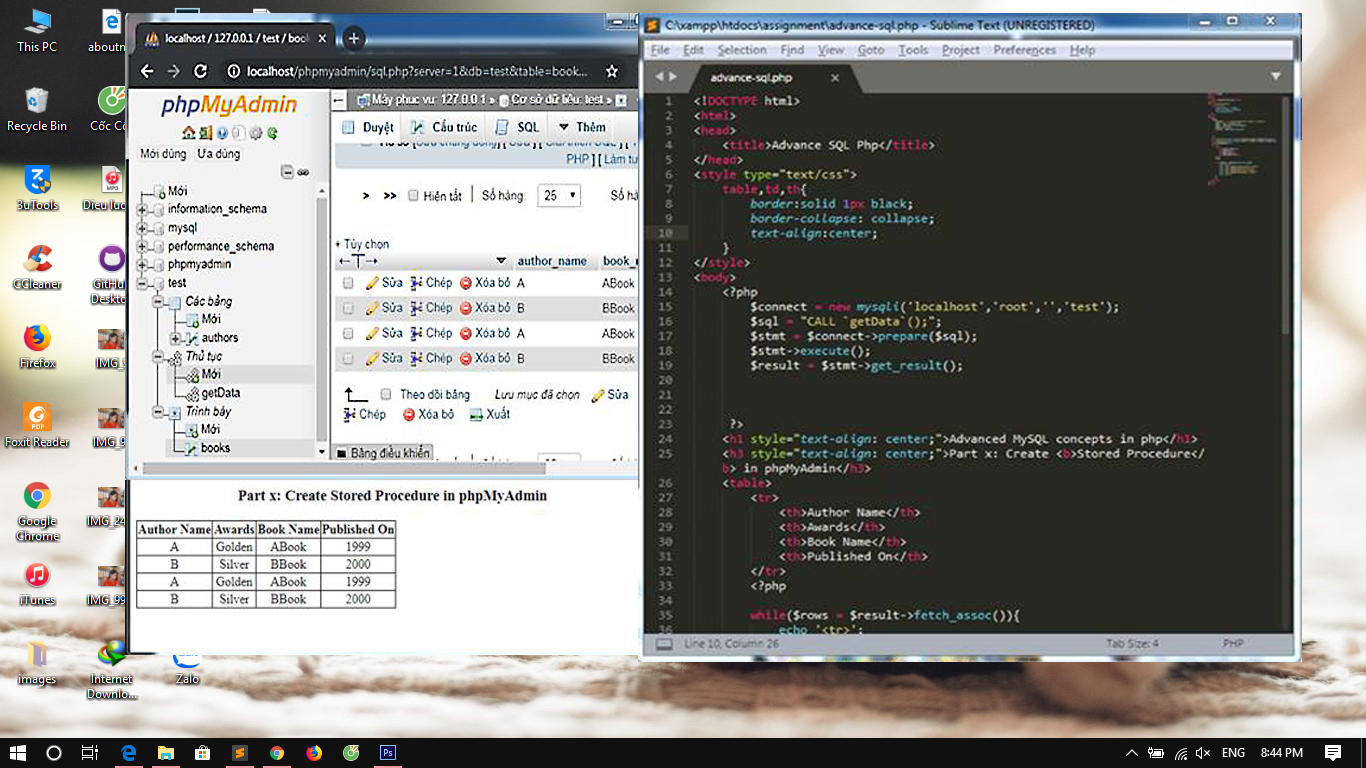 This PC
aboutn
Recycle Bin
Cốc Cố
3uTools
Dieu luc
CCleaner
GitHub
Deskto
Firefox
IMG_
Foxit Reader
IMG_9
Google
Chrome
IMG_24
iTunes
IMG_99
images
Internet
Downlo...
Zalo
localhost / 127.0.0.1 / test / book
localhost/phpmyadmin/sql.php?server=1&db=test&table=book...
phpMyAdmin
Mới dùng Ưa dùng
Mới
information_schema
mysql
performance_schema
phpmyadmin
test
Các bảng
Mới
authors
Thủ tục
Mới
getData
Trình bày
Mới
books
Máy phục vụ: 127.0.0.1 » Cơ sở dữ liệu: test »
Duyệt Cấu trúc SQL Thêm
PHP ] [ Làm tư
> >> Hiện tất Số hàng: 25 Số hà
+ Tùy chọn
←T→ author_name book_n
Sửa Chép Xóa bỏ A ABook
Sửa Chép Xóa bỏ B BBook
Sửa Chép Xóa bỏ A ABook
Sửa Chép Xóa bỏ B BBook
Theo dõi bảng Lưu mục đã chọn Sửa
Chép Xóa bỏ Xuất
Bảng điều khiển
Part x: Create Stored Procedure in phpMyAdmin
Author Name Awards Book Name Published On
A Golden ABook 1999
B Silver BBook 2000
A Golden ABook 1999
B Silver BBook 2000
C:\xampp\htdocs\assignment\advance-sql.php - Sublime Text (UNREGISTERED)
File Edit Selection Find View Goto Tools Project Preferences Help
advance-sql.php
1 <!DOCTYPE html>
2 <html>
3 <head>
4 <title>Advance SQL Php</title>
5 </head>
6 <style type="text/css">
7 table,td,th{
8 border:solid 1px black;
9 border-collapse: collapse;
10 text-align:center;
11 }
12 </style>
13 <body>
14 <?php
15 $connect = new mysqli('localhost','root','','test');
16 $sql = "CALL `getData`();";
17 $stmt = $connect->prepare($sql);
18 $stmt->execute();
19 $result = $stmt->get_result();
20
21
22
23 ?>
24 <h1 style="text-align: center;">Advanced MySQL concepts in php</h1>
25 <h3 style="text-align: center;">Part x: Create <b>Stored Procedure</
b> in phpMyAdmin</h3>
26 <table>
27 <tr>
28 <th>Author Name</th>
29 <th>Awards</th>
30 <th>Book Name</th>
31 <th>Published On</th>
32 </tr>
33 <?php
34
35 while($rows = $result->fetch_assoc()){
36 echo '<tr>';
Line 10, Column 26 Tab Size: 4 PHP
ENG 8:44 PM